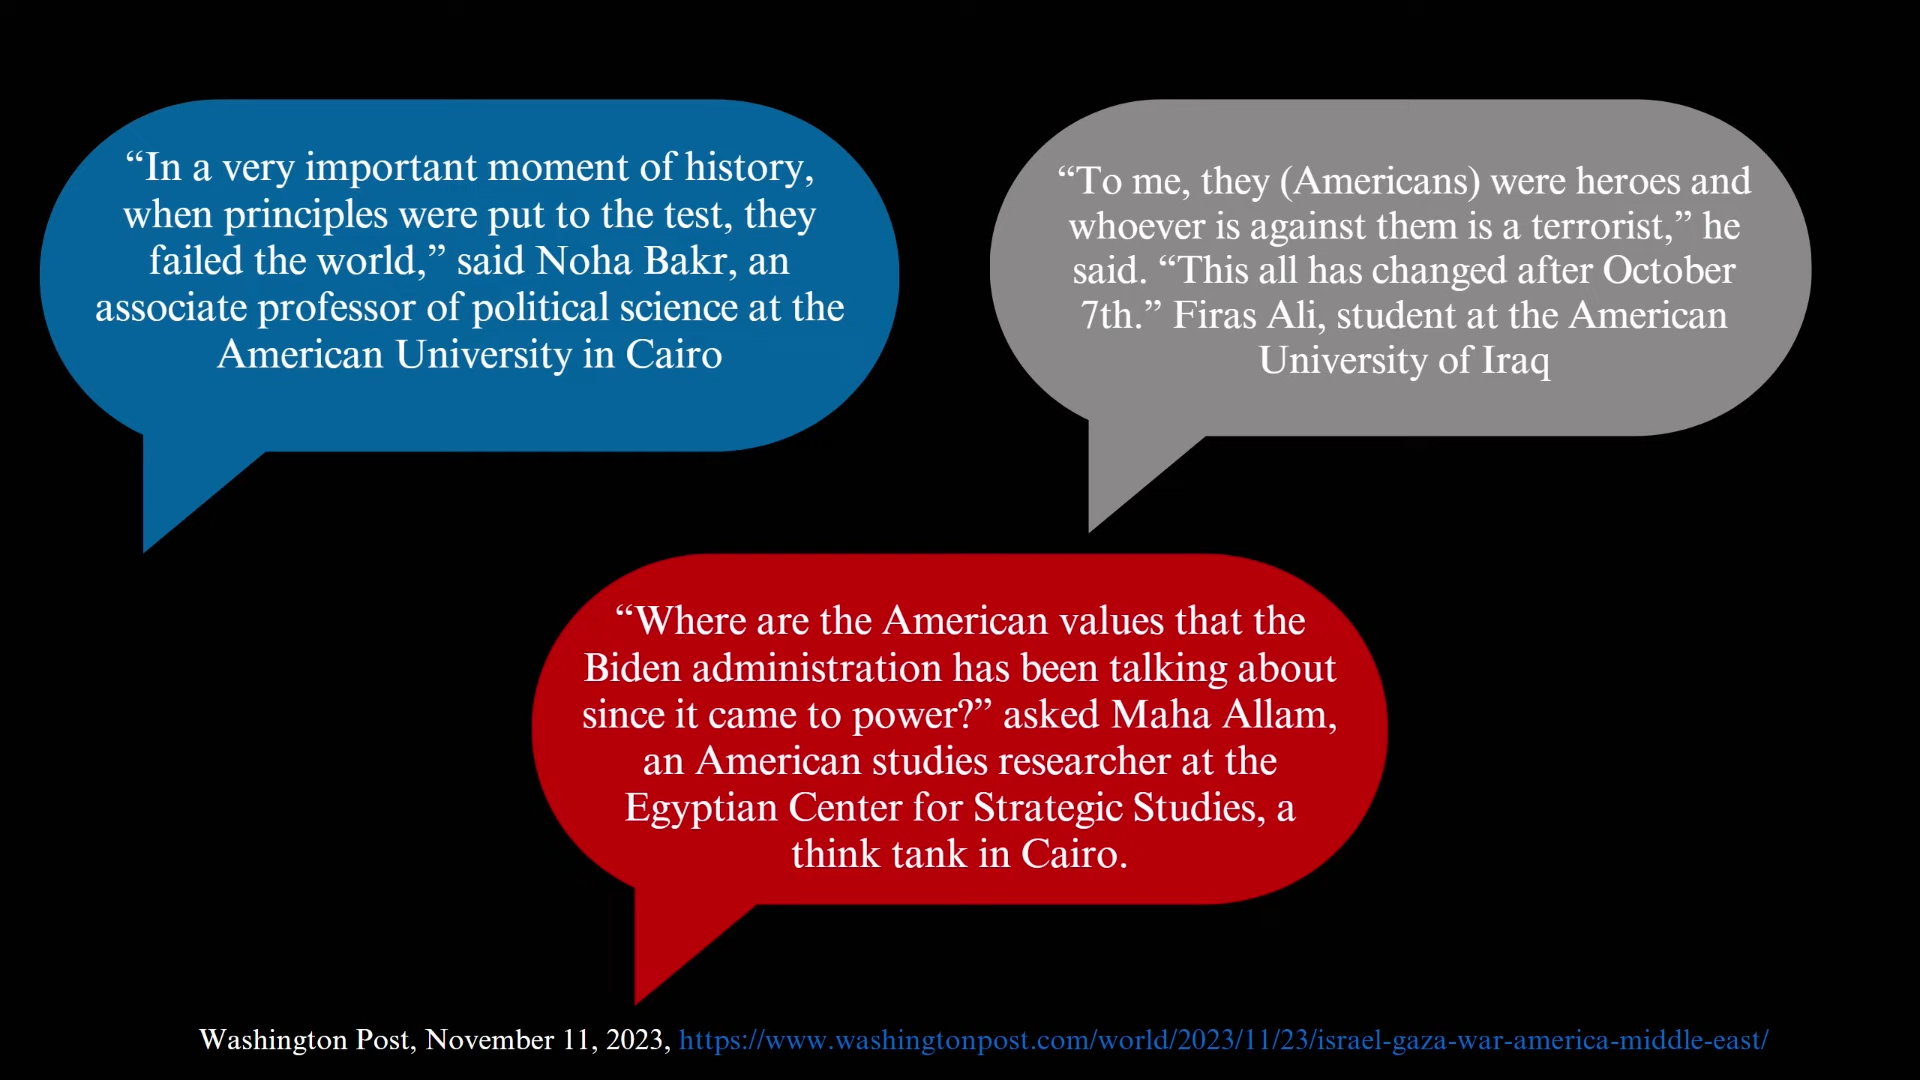 “In a very important moment of history,
when principles were put to the test, they
failed the world,” said Noha Bakr, an
associate professor of political science at the
American University in Cairo
“To me, they (Americans) were heroes and
whoever is against them is a terrorist,” he
said. “This all has changed after October
7th.” Firas Ali, student at the American
University of Iraq
“Where are the American values that the
Biden administration has been talking about
since it came to power?” asked Maha Allam,
an American studies researcher at the
Egyptian Center for Strategic Studies, a
think tank in Cairo.
Washington Post, November 11, 2023, https://www.washingtonpost.com/world/2023/11/23/israel-gaza-war-america-middle-east/